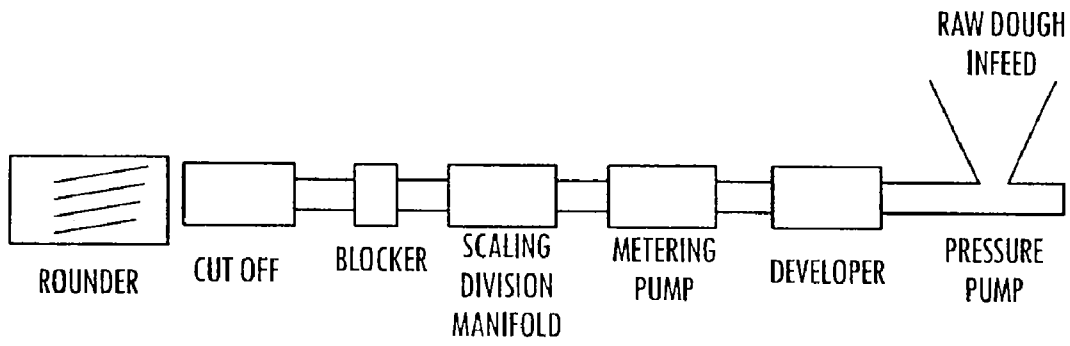 RAW DOUGH
INFEED
ROUNDER
CUT OFF
BLOCKER
SCALING
DIVISION
MANIFOLD
METERING
PUMP
DEVELOPER
PRESSURE
PUMP